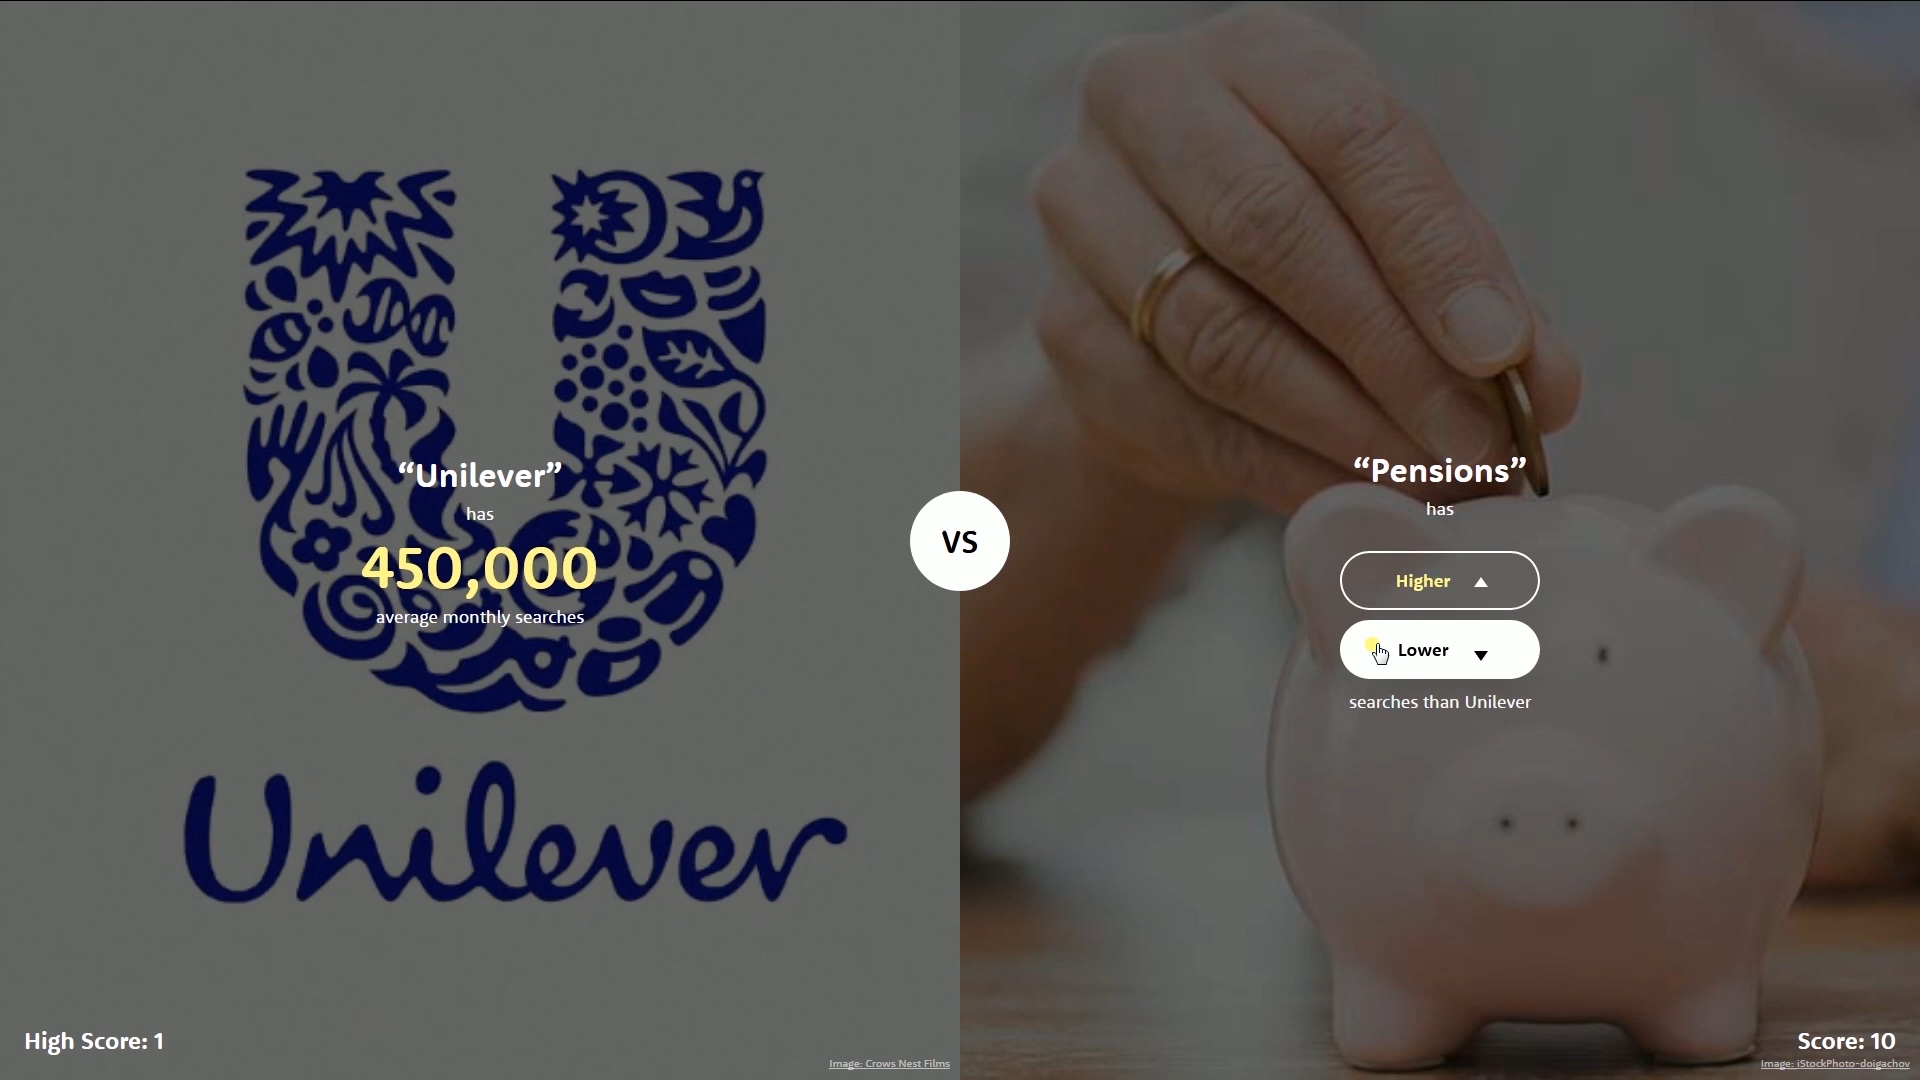 “Unilever”
has
450,000
average monthly searches
VS
“Pensions”
has
Higher
Lower
searches than Unilever
Unilever
High Score: 1
Image: Crows Nest Films
Score: 10
Image: iStockPhoto-doigachov